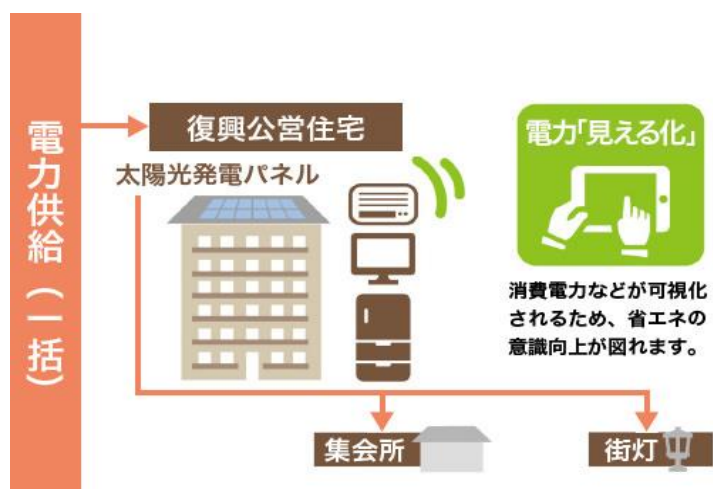 電力供給（一括）
復興公営住宅
太陽光発電パネル
電力「見える化」
消費電力などが可視化
されるため、省エネの
意識向上が図れます。
集会所
街灯